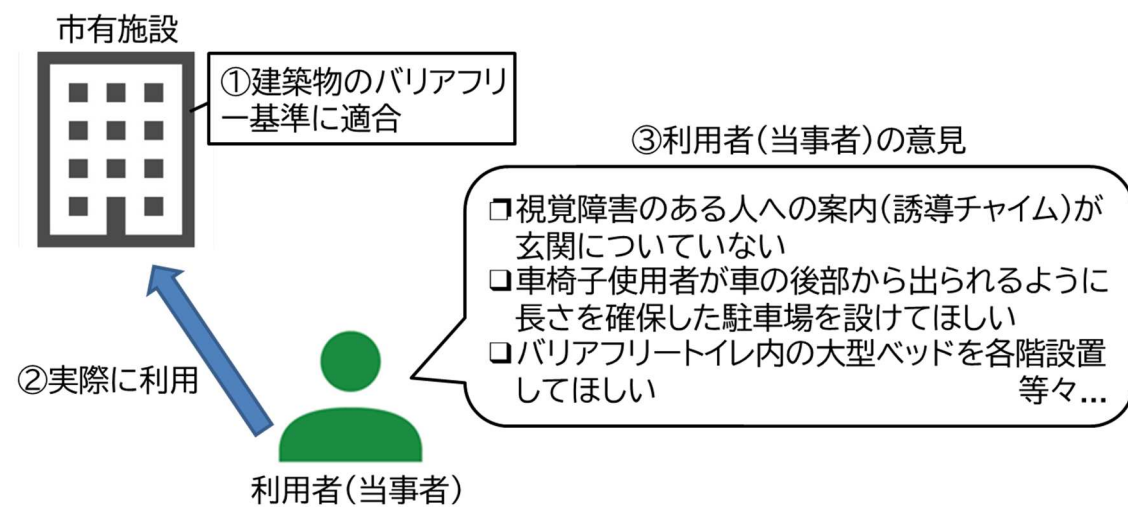 市有施設
①建築物のバリアフリ
ー基準に適合
③利用者(当事者)の意見
❐視覚障害のある人への案内(誘導チャイム)が
玄関についていない
❑車椅子使用者が車の後部から出られるように
長さを確保した駐車場を設けてほしい
❑バリアフリートイレ内の大型ベッドを各階設置
してほしい 等々...
②実際に利用
利用者(当事者)